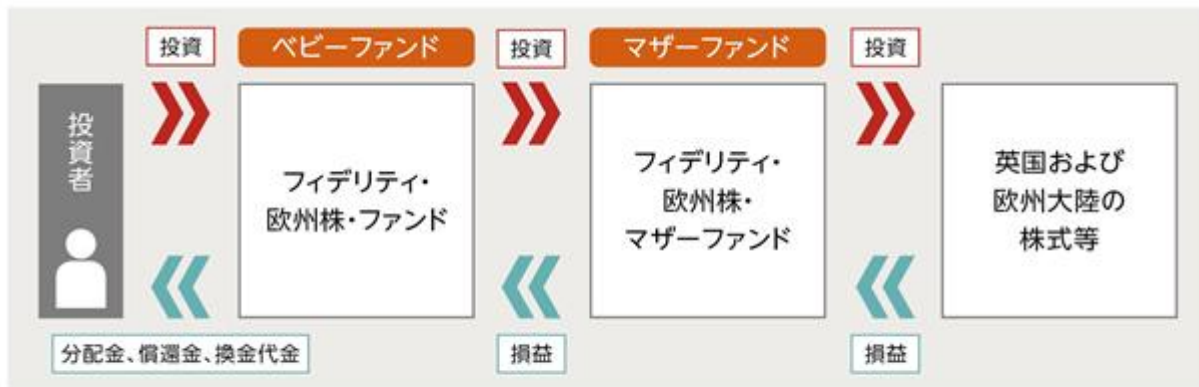 投資
ベビーファンド
投資
マザーファンド
投資
投資者
フィデリティ・
欧州株・ファンド
フィデリティ・
欧州株・
マザーファンド
英国および
欧州大陸の
株式等
分配金、償還金、換金代金
損益
損益